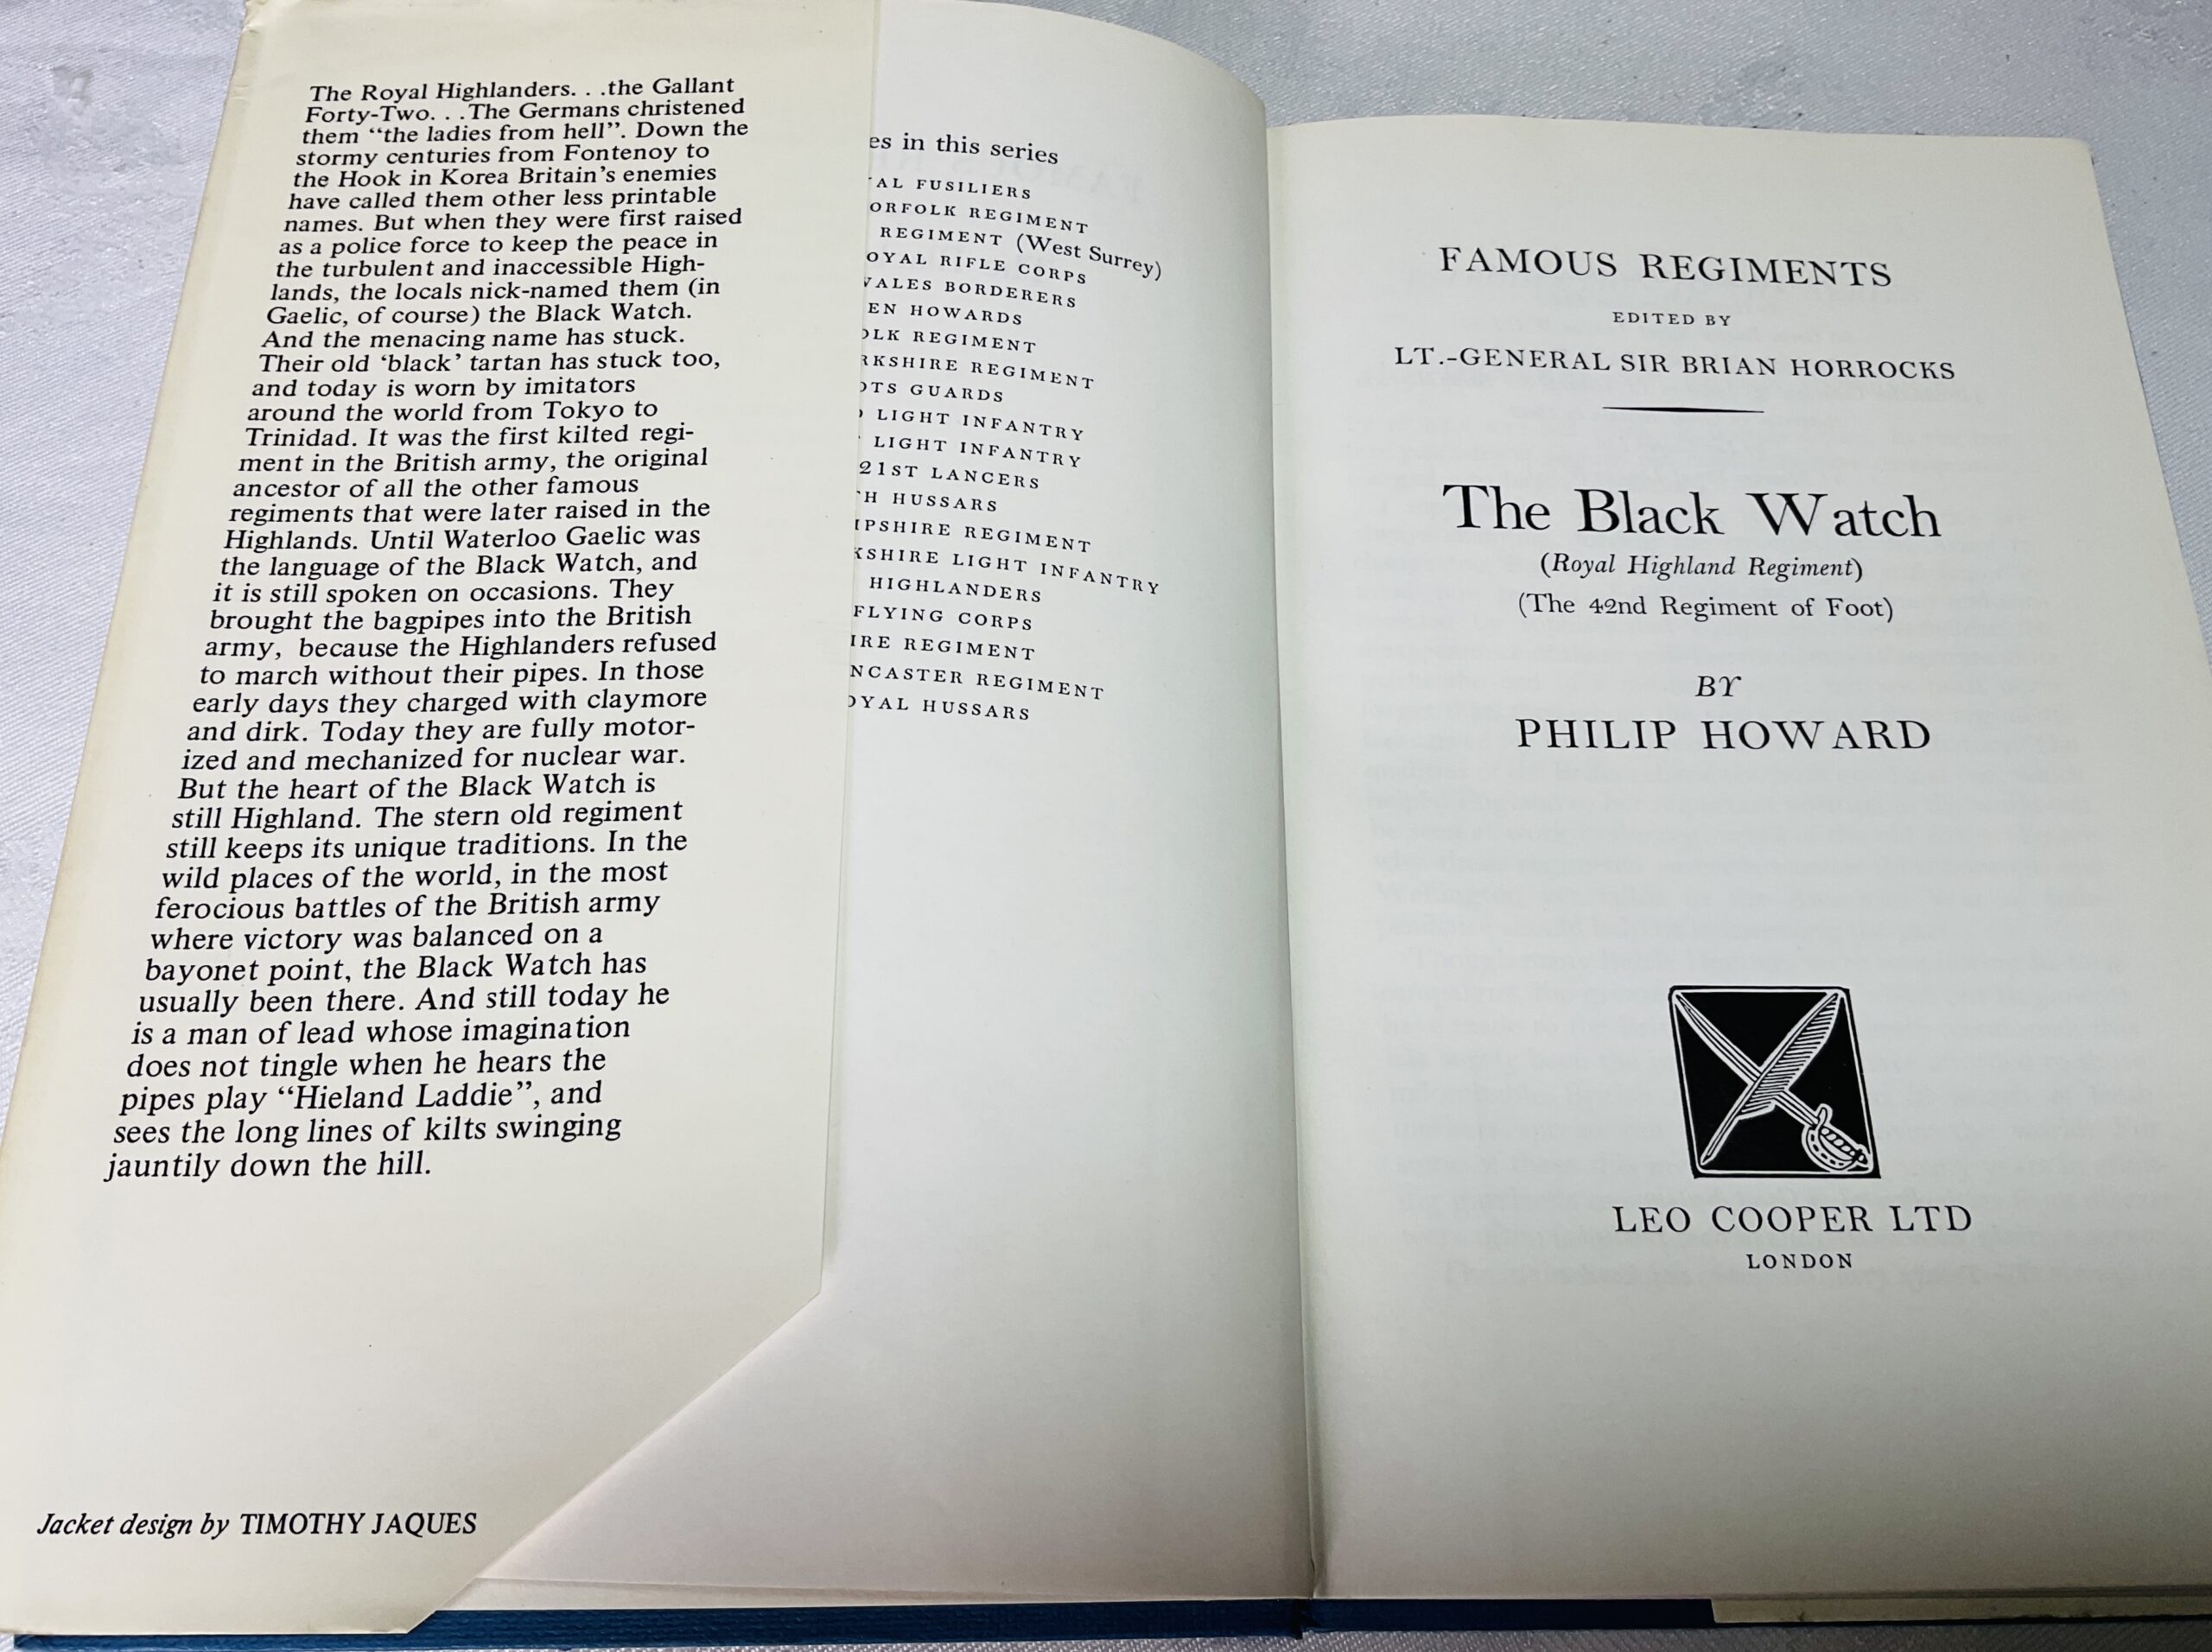 The Royal Highlanders. . .the Gallant
Forty-Two. . .The Germans christened
them “the ladies from hell”. Down the
stormy centuries from Fontenoy to
the Hook in Korea Britain’s enemies
have called them other less printable
names. But when they were first raised
as a police force to keep the peace in
the turbulent and inaccessible High-
lands, the locals nick-named them (in
Gaelic, of course) the Black Watch.
And the menacing name has stuck.
Their old ‘black’ tartan has stuck too,
and today is worn by imitators
around the world from Tokyo to
Trinidad. It was the first kilted regi-
ment in the British army, the original
ancestor of all the other famous
regiments that were later raised in the
Highlands. Until Waterloo Gaelic was
the language of the Black Watch, and
it is still spoken on occasions. They
brought the bagpipes into the British
army, because the Highlanders refused
to march without their pipes. In those
early days they charged with claymore
and dirk. Today they are fully motor-
ized and mechanized for nuclear war.
But the heart of the Black Watch is
still Highland. The stern old regiment
still keeps its unique traditions. In the
wild places of the world, in the most
ferocious battles of the British army
where victory was balanced on a
bayonet point, the Black Watch has
usually been there. And still today he
is a man of lead whose imagination
does not tingle when he hears the
pipes play “Hieland Laddie”, and
sees the long lines of kilts swinging
jauntily down the hill.
Jacket design by TIMOTHY JAQUES
es in this series
AL FUSILIERS
ORFOLK REGIMENT
REGIMENT (West Surrey)
OYAL RIFLE CORPS
WALES BORDERERS
EN HOWARDS
OLK REGIMENT
RKSHIRE REGIMENT
OTS GUARDS
LIGHT INFANTRY
LIGHT INFANTRY
21ST LANCERS
TH HUSSARS
MPSHIRE REGIMENT
KSHIRE LIGHT INFANTRY
HIGHLANDERS
FLYING CORPS
IRE REGIMENT
NCASTER REGIMENT
OYAL HUSSARS
FAMOUS REGIMENTS
EDITED BY
LT.-GENERAL SIR BRIAN HORROCKS
The Black Watch
(Royal Highland Regiment)
(The 42nd Regiment of Foot)
BY
PHILIP HOWARD
LEO COOPER LTD
LONDON